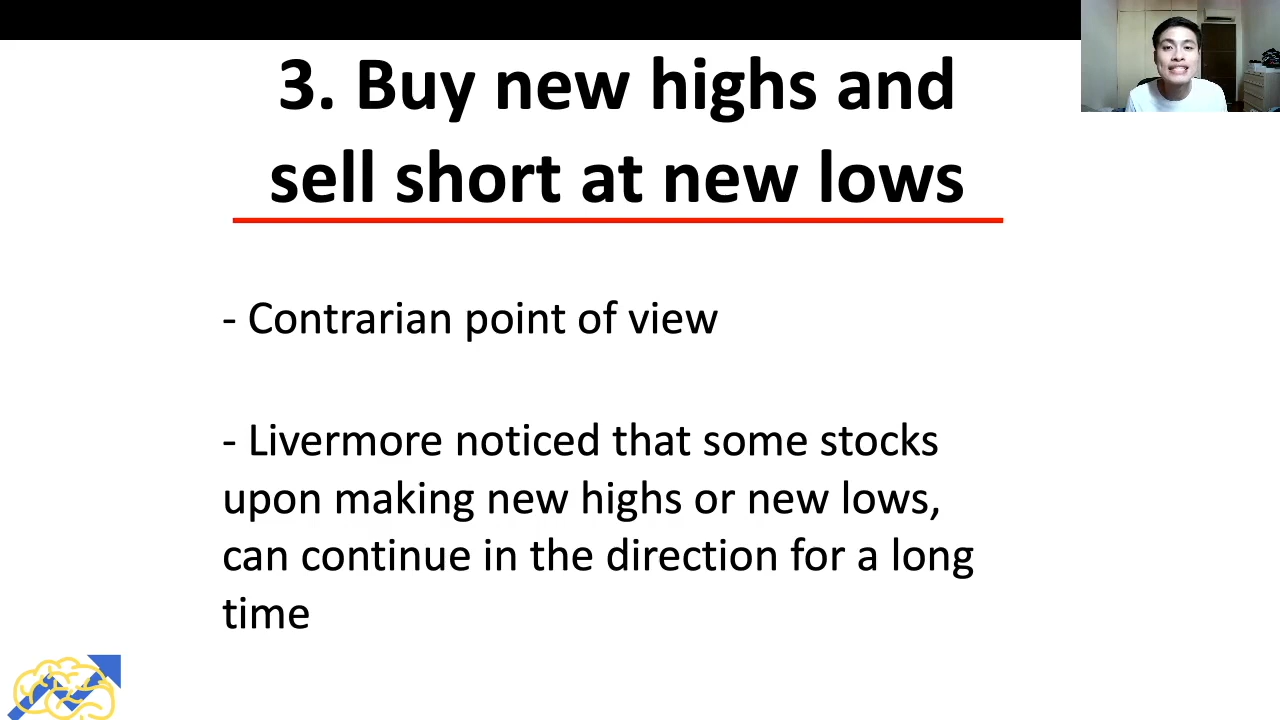 3. Buy new highs and
sell short at new lows
- Contrarian point of view
- Livermore noticed that some stocks
upon making new highs or new lows,
can continue in the direction for a long
time